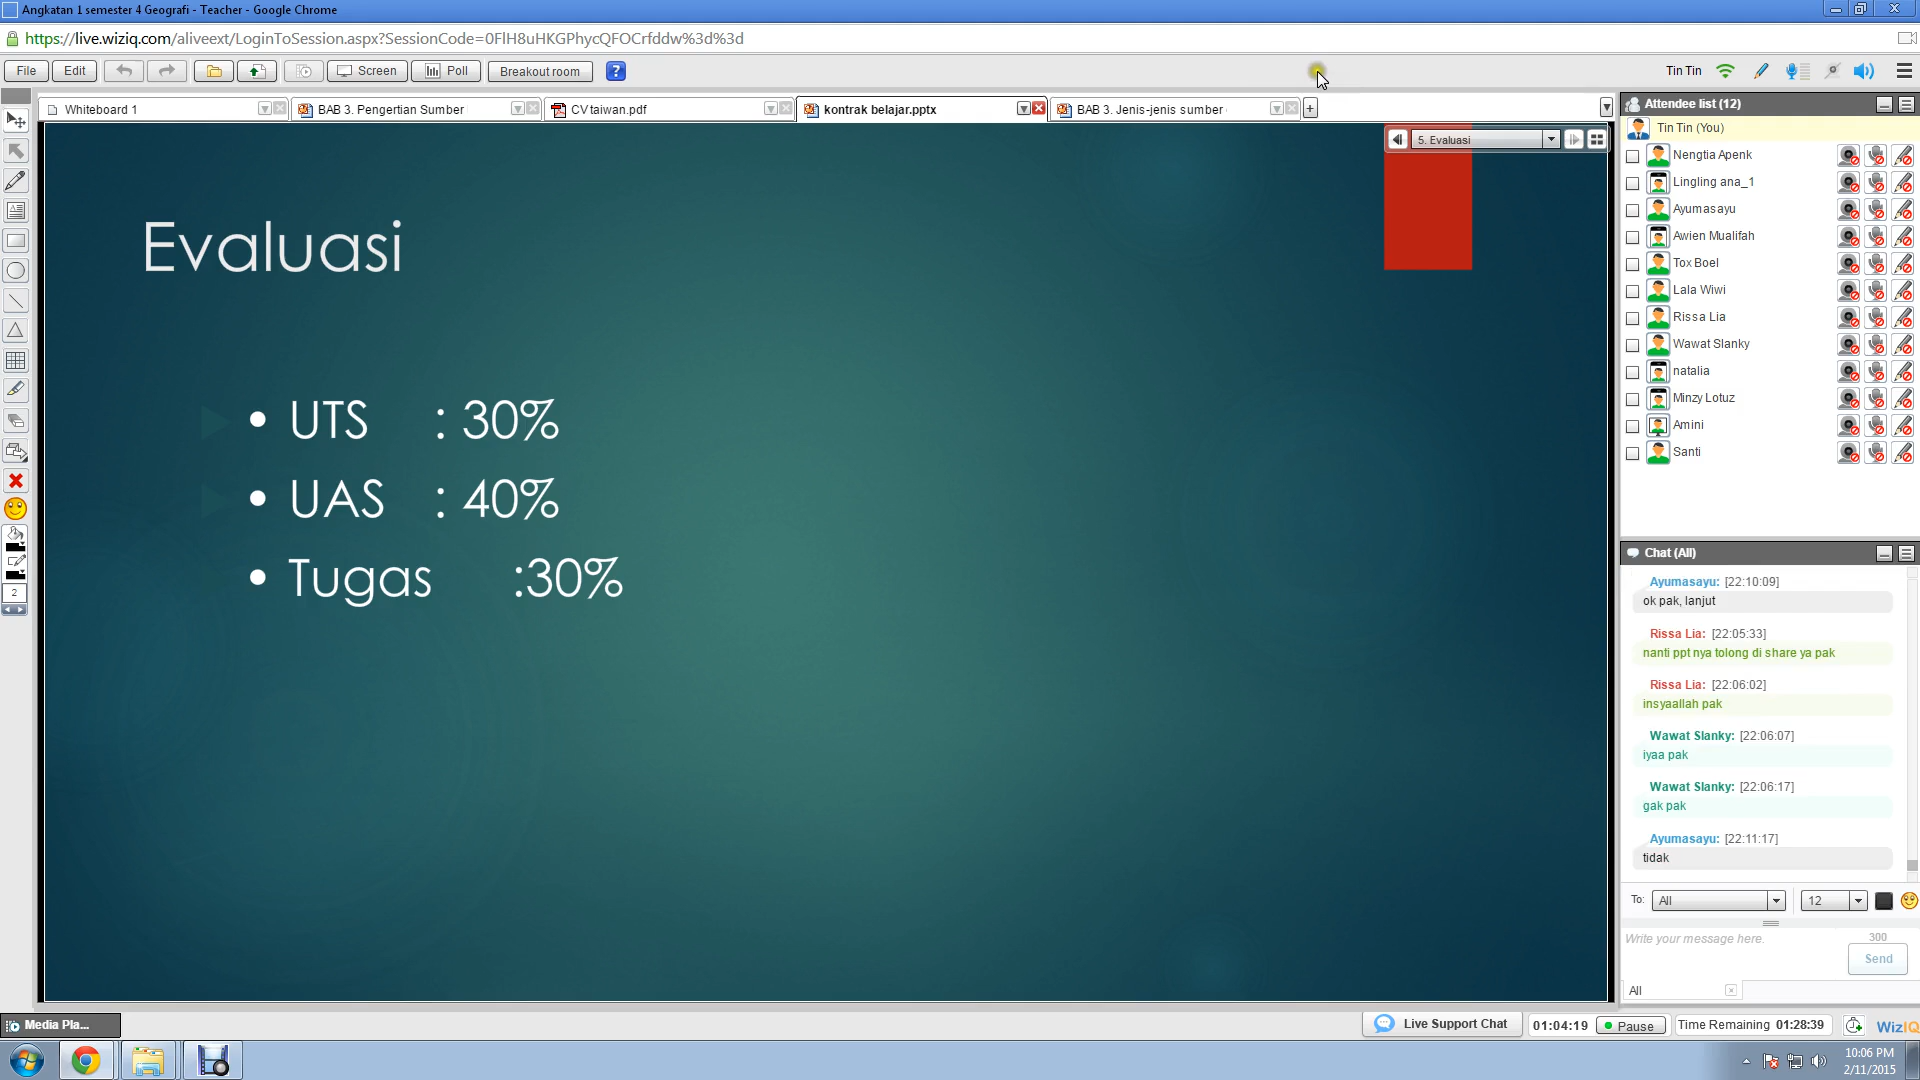 Angkatan 1 semester 4 Geografi - Teacher - Google Chrome
https://live.wiziq.com/aliveext/LoginToSession.aspx?SessionCode=0FlH8uHKGPhycQFOCrfddw%3d%3d
File Edit Screen Poll Breakout room ? Tin Tin
Whiteboard 1 BAB 3. Pengertian Sumber CV taiwan.pdf kontrak belajar.pptx BAB 3. Jenis-jenis sumber +
5. Evaluasi
Evaluasi
• UTS : 30%
• UAS : 40%
• Tugas :30%
2
Attendee list (12)
Tin Tin (You)
Nengtia Apenk
Lingling ana_1
Ayumasayu
Awien Mualifah
Tox Boel
Lala Wiwi
Rissa Lia
Wawat Slanky
natalia
Minzy Lotuz
Amini
Santi
Chat (All)
Ayumasayu: [22:10:09]
ok pak, lanjut
Rissa Lia: [22:05:33]
nanti ppt nya tolong di share ya pak
Rissa Lia: [22:06:02]
insyaallah pak
Wawat Slanky: [22:06:07]
iyaa pak
Wawat Slanky: [22:06:17]
gak pak
Ayumasayu: [22:11:17]
tidak
To: All 12
Write your message here. 300
Send
All
Media Pla... Live Support Chat 01:04:19 Pause Time Remaining 01:28:39 WizIQ
10:06 PM
2/11/2015